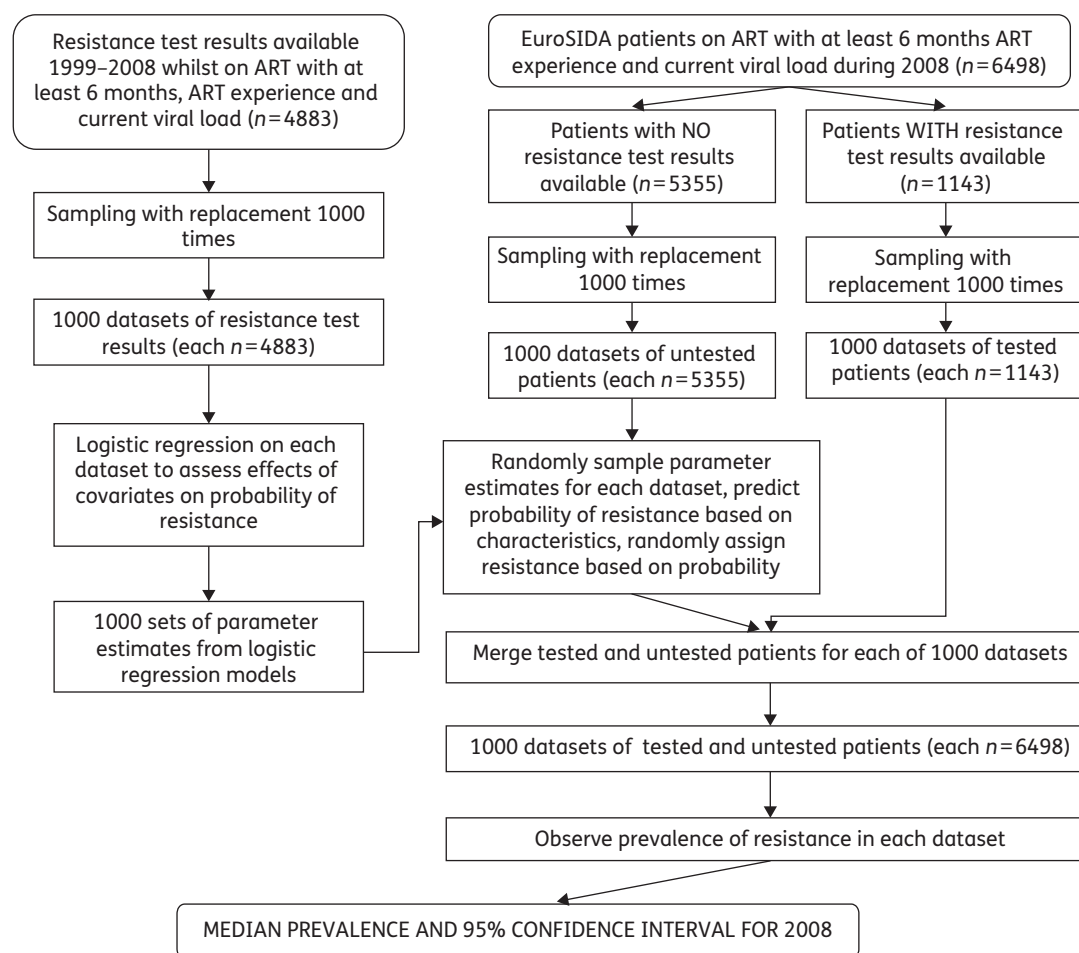 Resistance test results available
1999–2008 whilst on ART with at
least 6 months, ART experience and
current viral load (n=4883)
Sampling with replacement 1000
times
1000 datasets of resistance test
results (each n=4883)
Logistic regression on each
dataset to assess effects of
covariates on probability of
resistance
1000 sets of parameter
estimates from logistic
regression models
EuroSIDA patients on ART with at least 6 months ART
experience and current viral load during 2008 (n=6498)
Patients with NO
resistance test results
available (n=5355)
Patients WITH resistance
test results available
(n=1143)
Sampling with replacement
1000 times
Sampling with
replacement 1000 times
1000 datasets of untested
patients (each n=5355)
1000 datasets of tested
patients (each n=1143)
Randomly sample parameter
estimates for each dataset, predict
probability of resistance based on
characteristics, randomly assign
resistance based on probability
Merge tested and untested patients for each of 1000 datasets
1000 datasets of tested and untested patients (each n=6498)
Observe prevalence of resistance in each dataset
MEDIAN PREVALENCE AND 95% CONFIDENCE INTERVAL FOR 2008